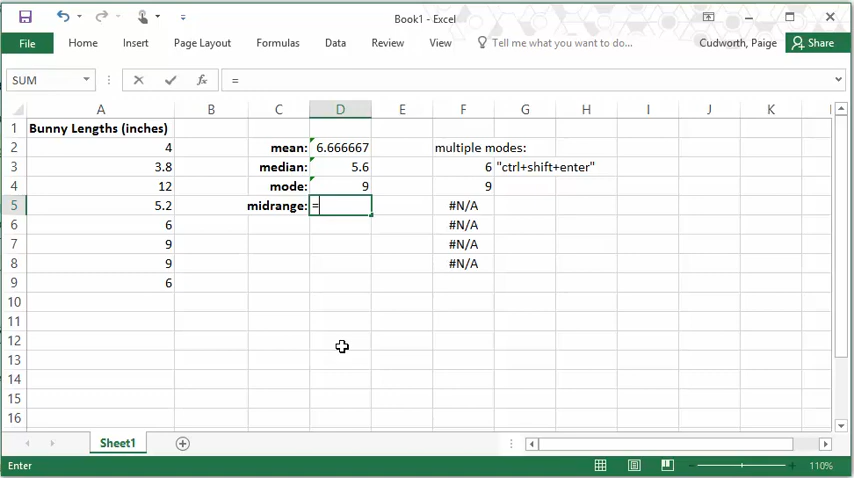 Book1 - Excel
File Home Insert Page Layout Formulas Data Review View Tell me what you want to do... Cudworth, Paige Share
SUM fx =
A B C D E F G H I J K
1 Bunny Lengths (inches)
2 4 mean: 6.666667 multiple modes:
3 3.8 median: 5.6 6 "ctrl+shift+enter"
4 12 mode: 9 9
5 5.2 midrange: = #N/A
6 6 #N/A
7 9 #N/A
8 9 #N/A
9 6
10
11
12
13
14
15
16
Sheet1
Enter 110%